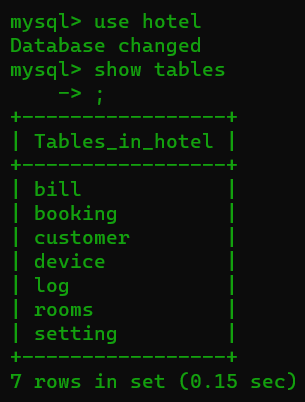 mysql> use hotel
Database changed
mysql> show tables
    -> ;
+-----------------+
| Tables_in_hotel |
+-----------------+
| bill            |
| booking         |
| customer        |
| device          |
| log             |
| rooms           |
| setting         |
+-----------------+
7 rows in set (0.15 sec)